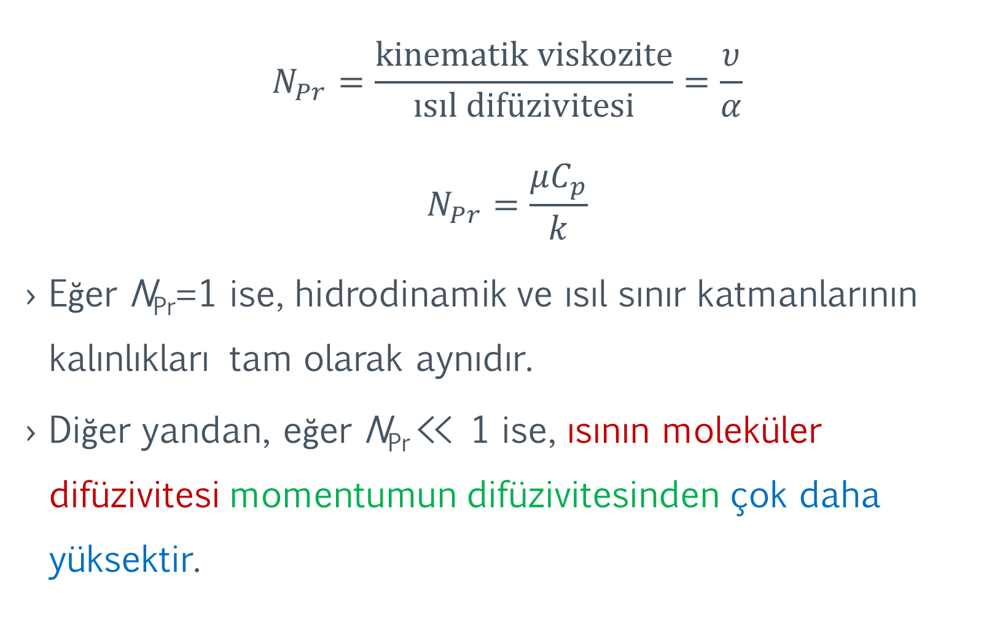 N_Pr = kinematik viskozite / ısıl difüzivitesi = υ / α
N_Pr = μC_p / k
› Eğer N_Pr=1 ise, hidrodinamik ve ısıl sınır katmanlarının
kalınlıkları tam olarak aynıdır.
› Diğer yandan, eğer N_Pr << 1 ise, ısının moleküler
difüzivitesi momentumun difüzivitesinden çok daha
yüksektir.